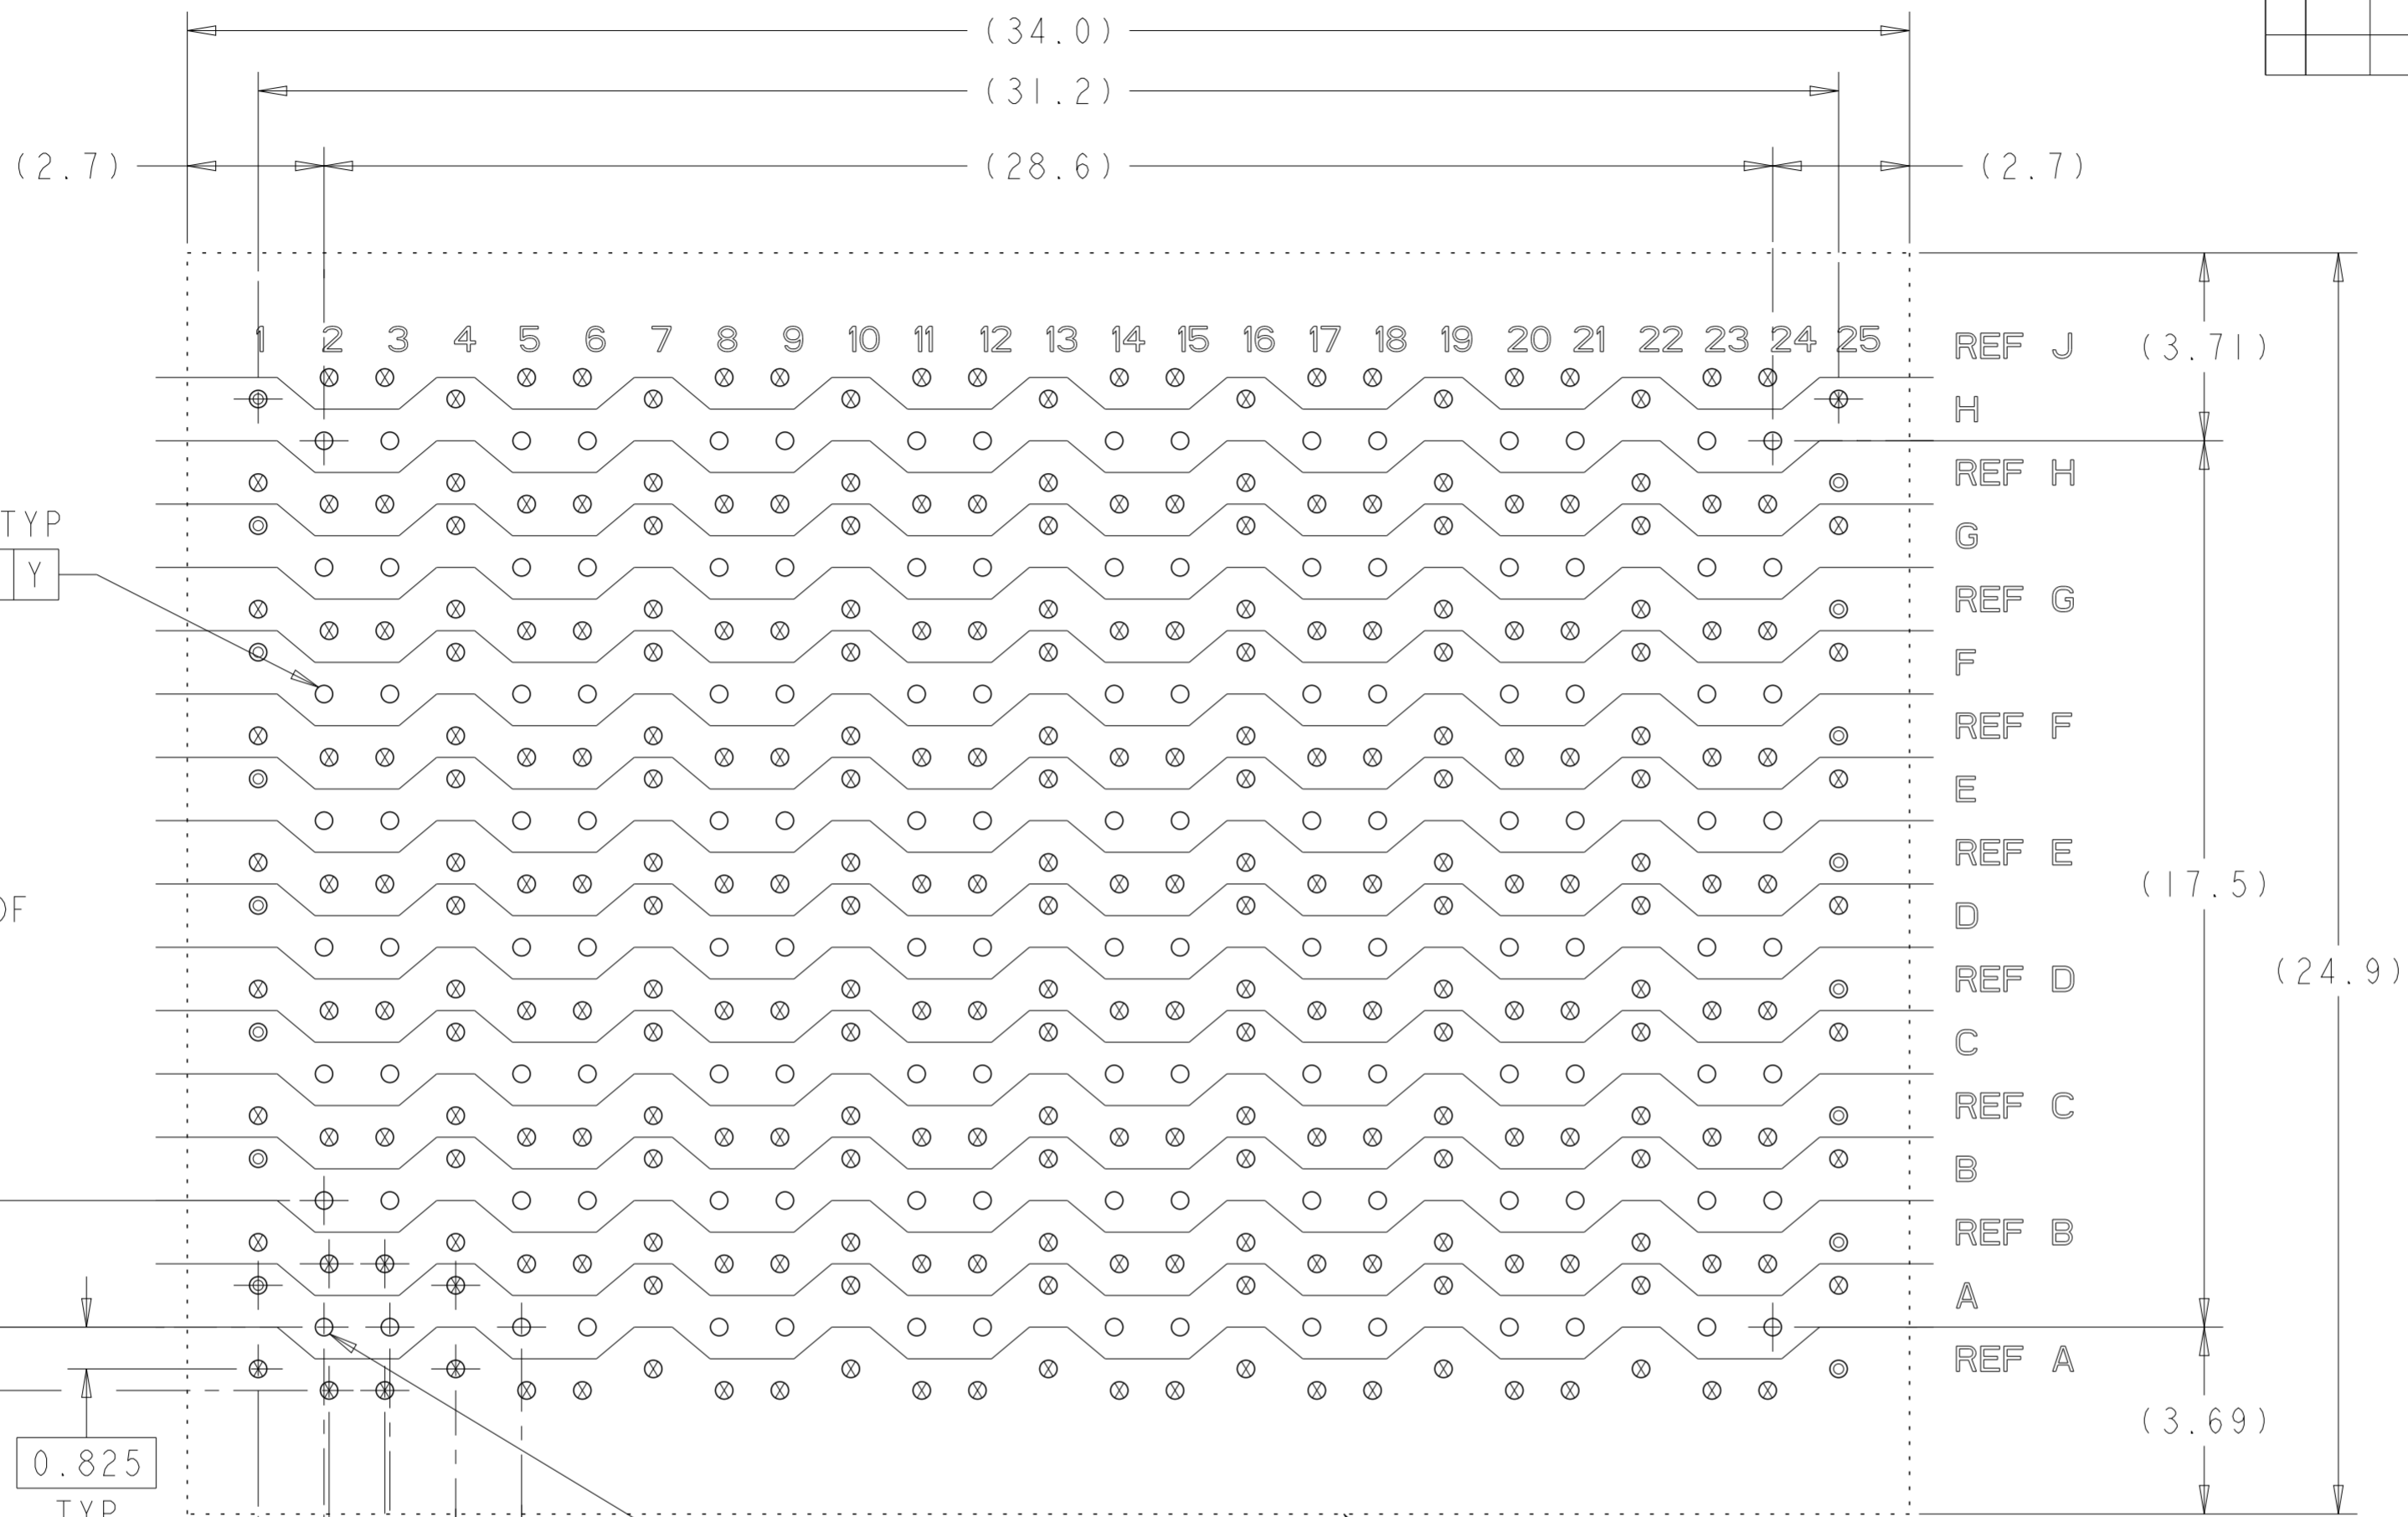 (34.0)
(31.2)
(2.7) (28.6) (2.7)
1 2 3 4 5 6 7 8 9 10 11 12 13 14 15 16 17 18 19 20 21 22 23 24 25
REF J (3.71)
H
REF H
TYP
G
Y
REF G
F
REF F
E
REF E
(17.5)
D
REF D
(24.9)
C
REF C
B
REF B
A
REF A
(3.69)
0.825
TYP